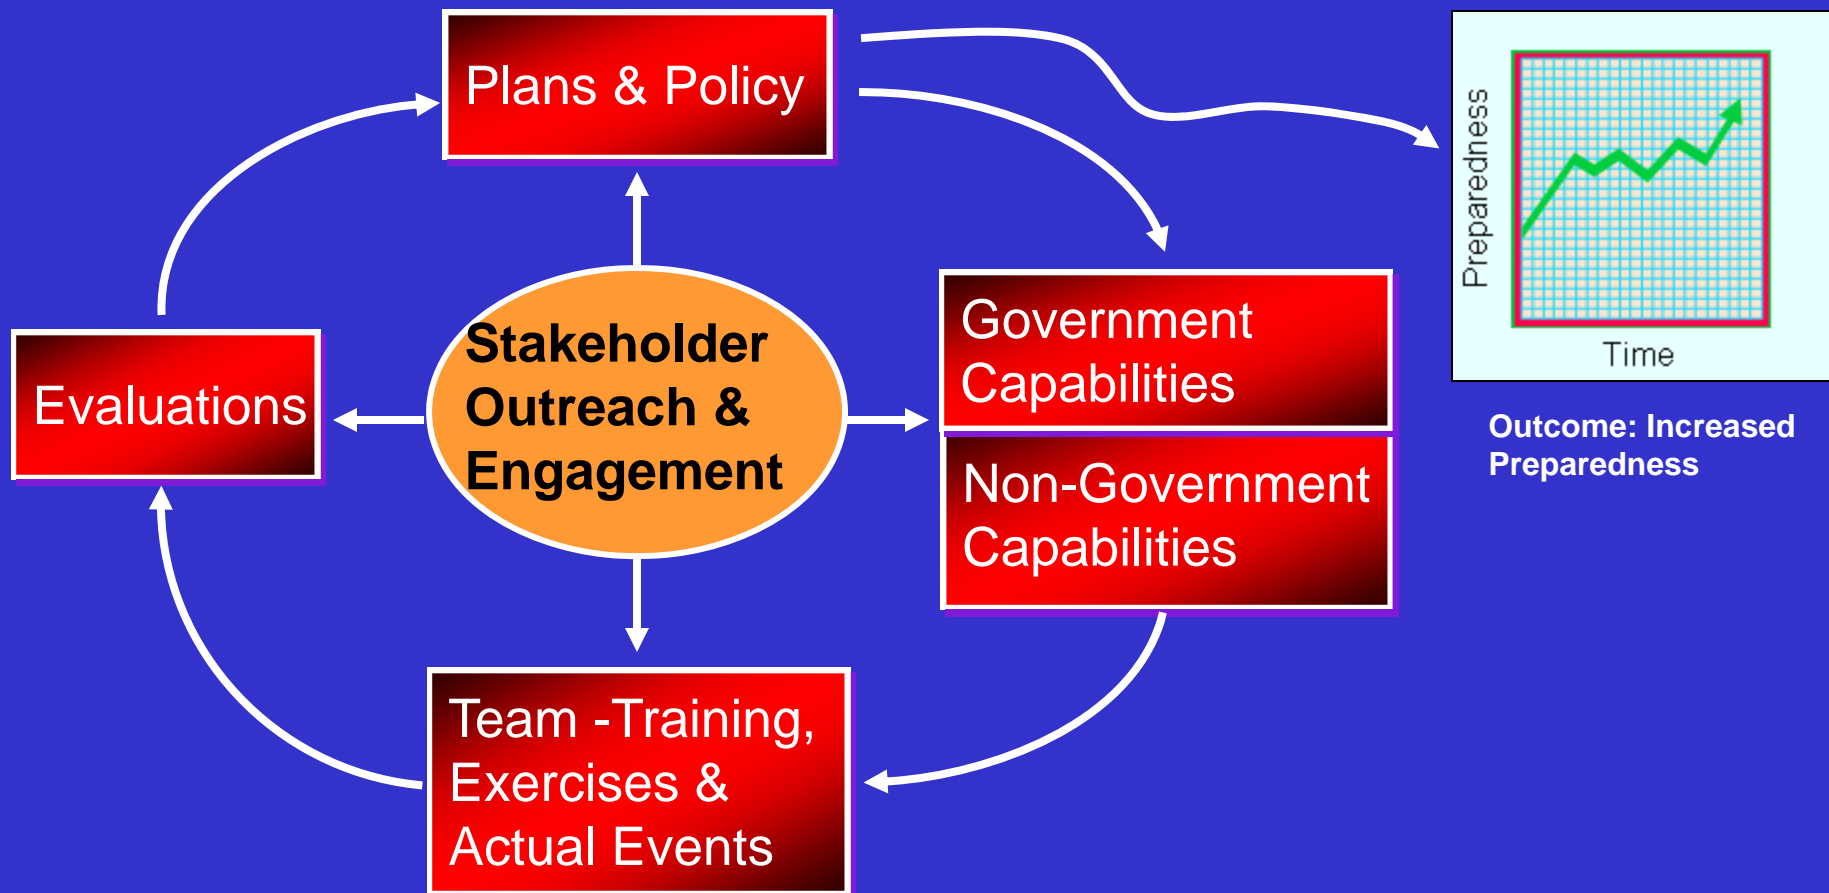 Plans & Policy
Preparedness
Time
Outcome: Increased
Preparedness
Government
Capabilities
Non-Government
Capabilities
Stakeholder
Outreach &
Engagement
Evaluations
Team -Training,
Exercises &
Actual Events